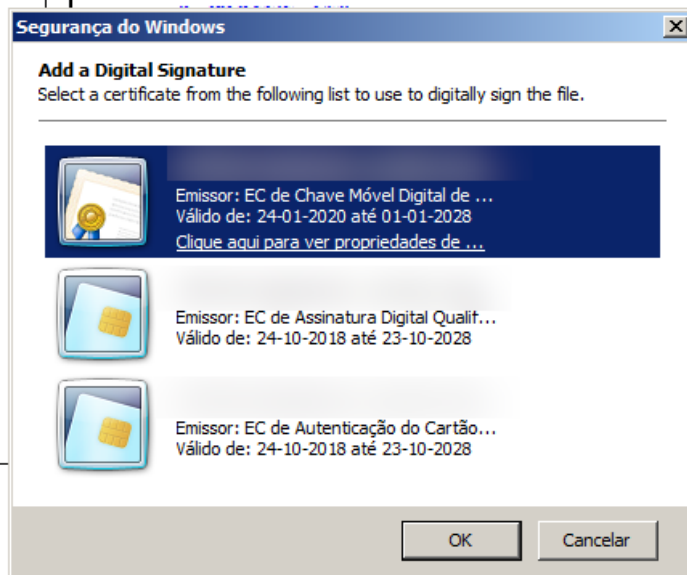 Segurança do Windows
Add a Digital Signature
Select a certificate from the following list to use to digitally sign the file.
Emissor: EC de Chave Móvel Digital de ...
Válido de: 24-01-2020 até 01-01-2028
Clique aqui para ver propriedades de ...
Emissor: EC de Assinatura Digital Qualif...
Válido de: 24-10-2018 até 23-10-2028
Emissor: EC de Autenticação do Cartão...
Válido de: 24-10-2018 até 23-10-2028
OK
Cancelar